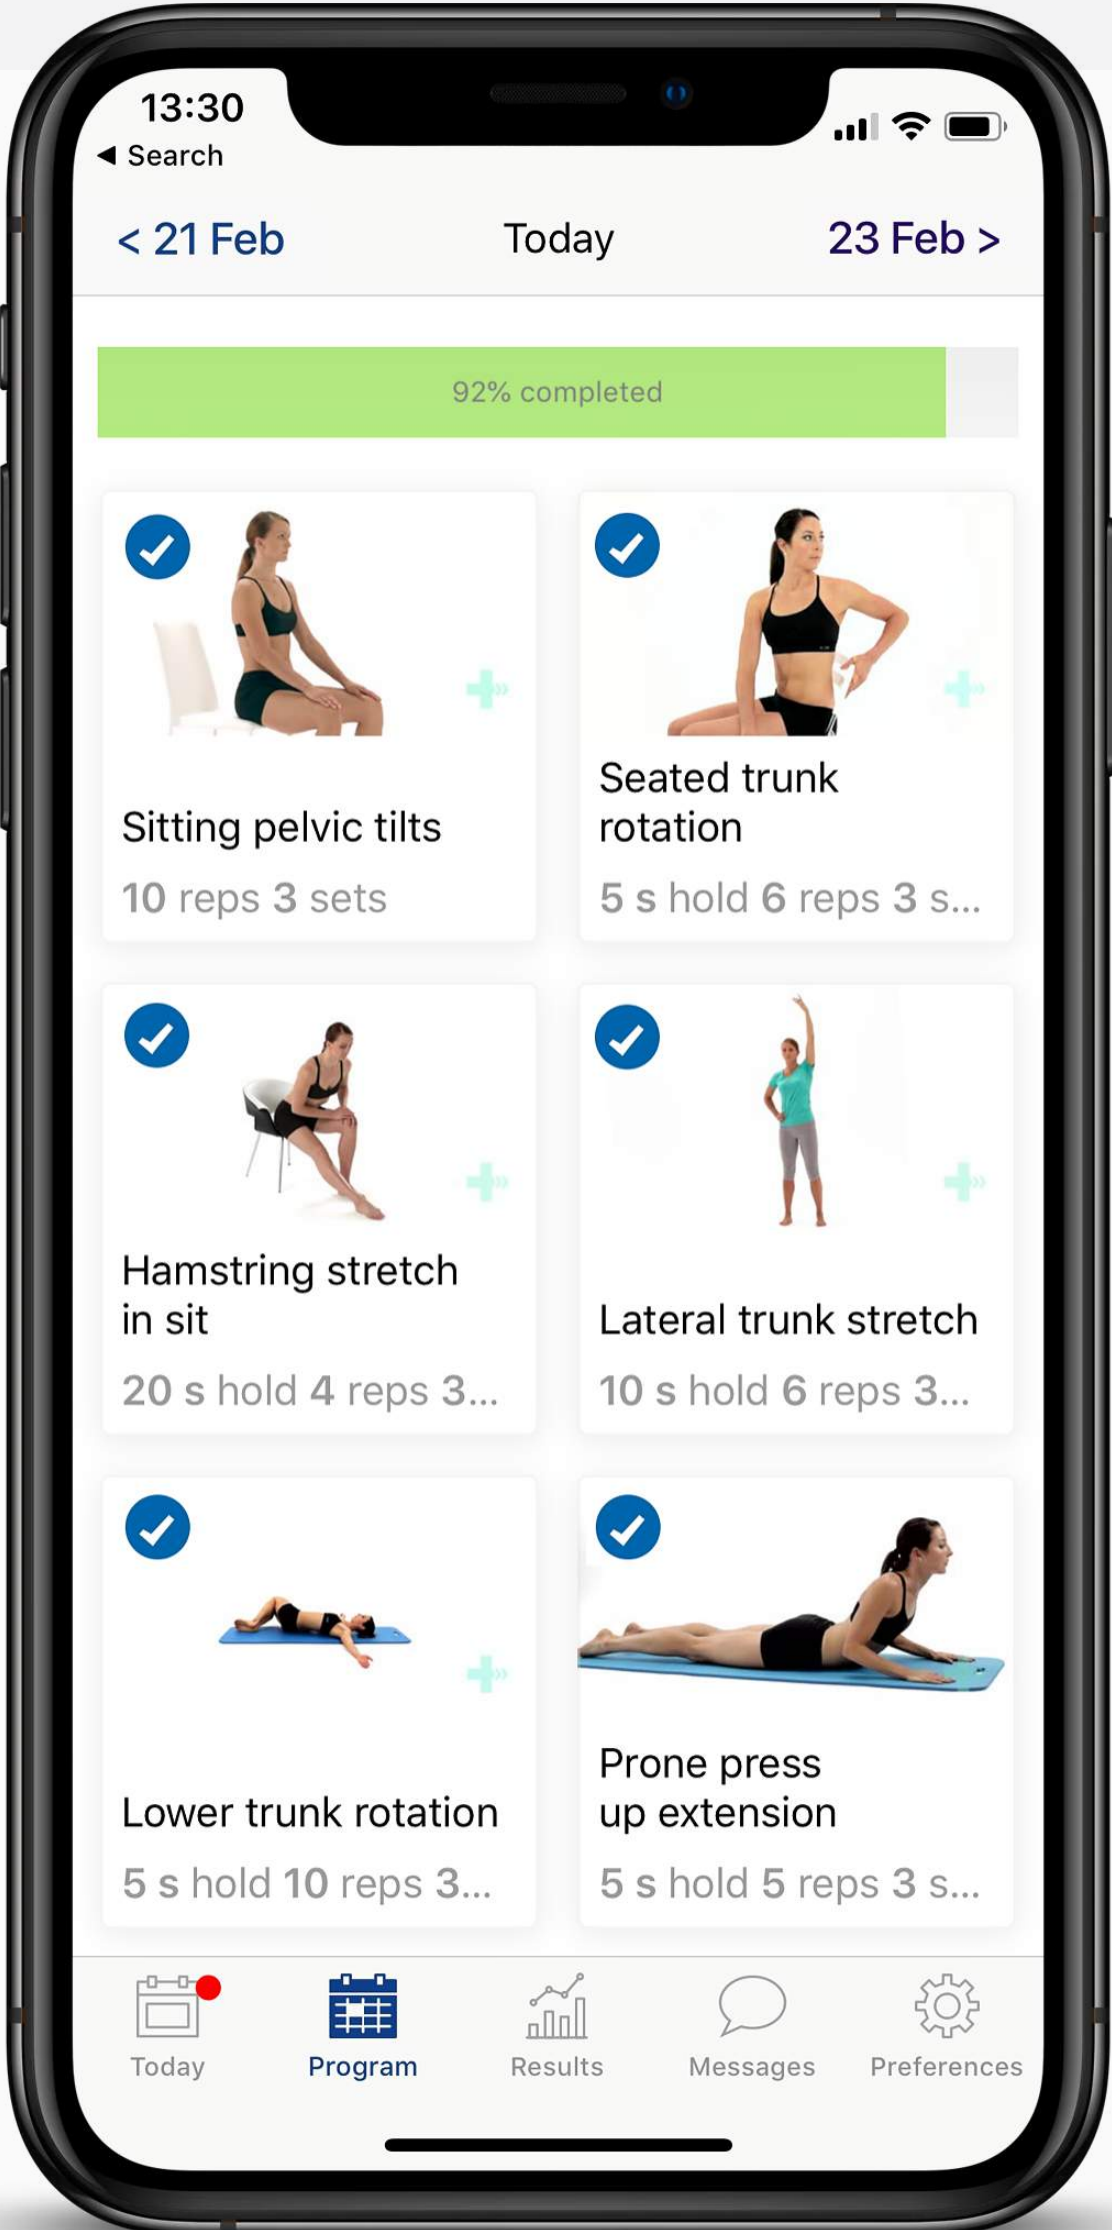 13:30
◀ Search
< 21 Feb
Today
23 Feb >
92% completed
Sitting pelvic tilts
10 reps 3 sets
Seated trunk
rotation
5 s hold 6 reps 3 s...
Hamstring stretch
in sit
20 s hold 4 reps 3...
Lateral trunk stretch
10 s hold 6 reps 3...
Lower trunk rotation
5 s hold 10 reps 3...
Prone press
up extension
5 s hold 5 reps 3 s...
Today
Program
Results
Messages
Preferences